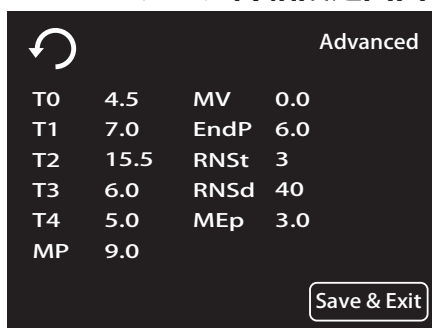 Advanced
T0 4.5 MV 0.0
T1 7.0 EndP 6.0
T2 15.5 RNSt 3
T3 6.0 RNSd 40
T4 5.0 MEp 3.0
MP 9.0
Save & Exit